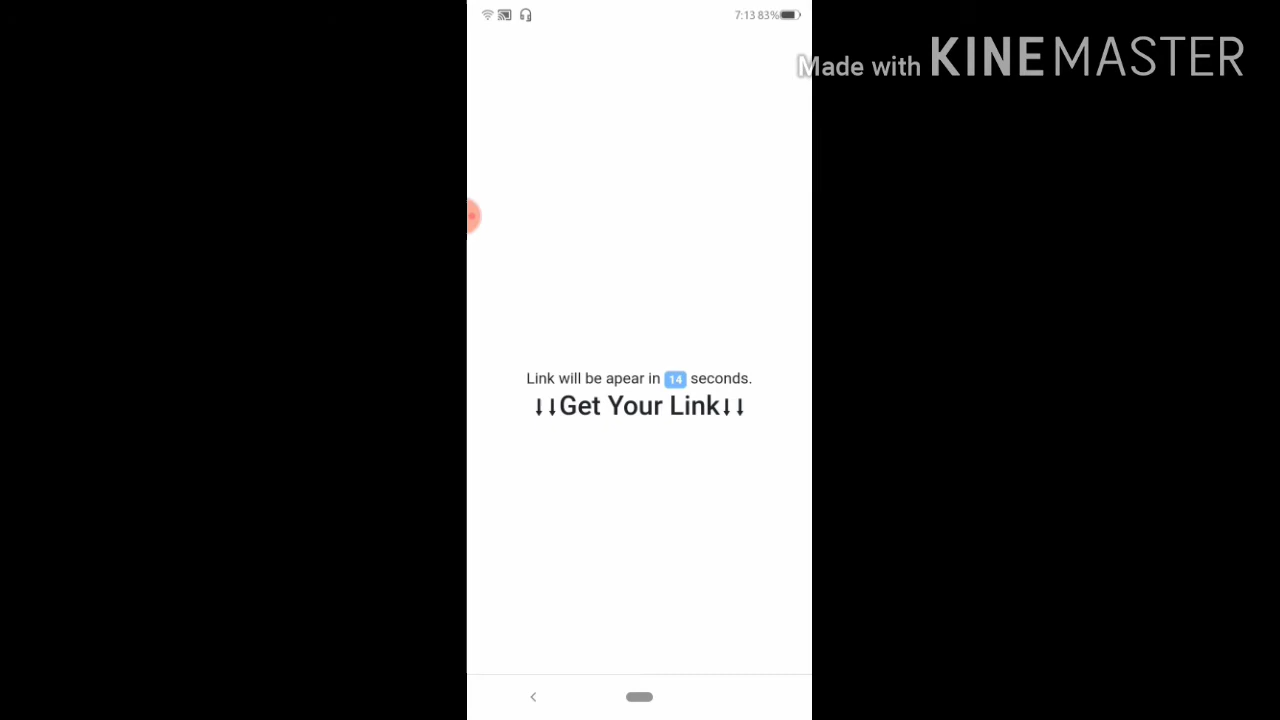 7:13 83%
Made with KINEMASTER
Link will be apear in 14 seconds.
↓↓Get Your Link↓↓